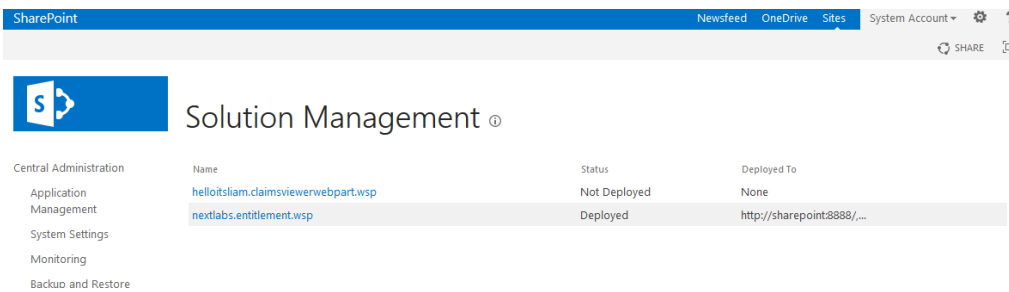 SharePoint Newsfeed OneDrive Sites System Account
SHARE
S
Solution Management
Central Administration
Name Status Deployed To
Application
Management
helloitsliam.claimsviewerwebpart.wsp Not Deployed None
nextlabs.entitlement.wsp Deployed http://sharepoint:8888/,...
System Settings
Monitoring
Backup and Restore